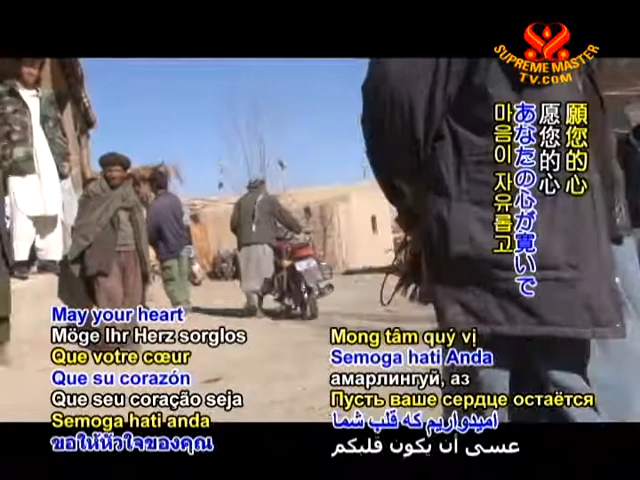 SUPREME MASTER
TV.COM
願您的心
愿您的心
あなたの心が寛いで
마음이 자유롭고
May your heart
Möge Ihr Herz sorglos
Que votre cœur
Que su corazón
Que seu coração seja
Semoga hati anda
ขอให้หัวใจของคุณ
Mong tâm quý vị
Semoga hati Anda
амарлингуй, аз
Пусть ваше сердце остаётся
امیدواریم که قلب شما
عسى أن يكون قلبكم